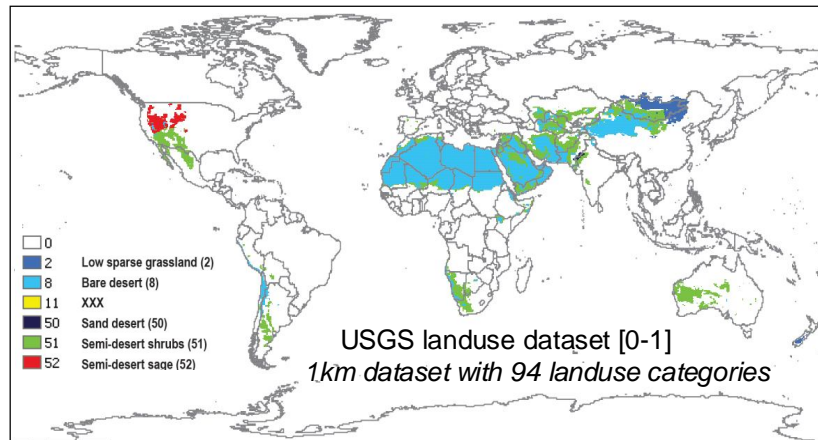 0
2 Low sparse grassland (2)
8 Bare desert (8)
11 XXX
50 Sand desert (50)
51 Semi-desert shrubs (51)
52 Semi-desert sage (52)
USGS landuse dataset [0-1]
1km dataset with 94 landuse categories